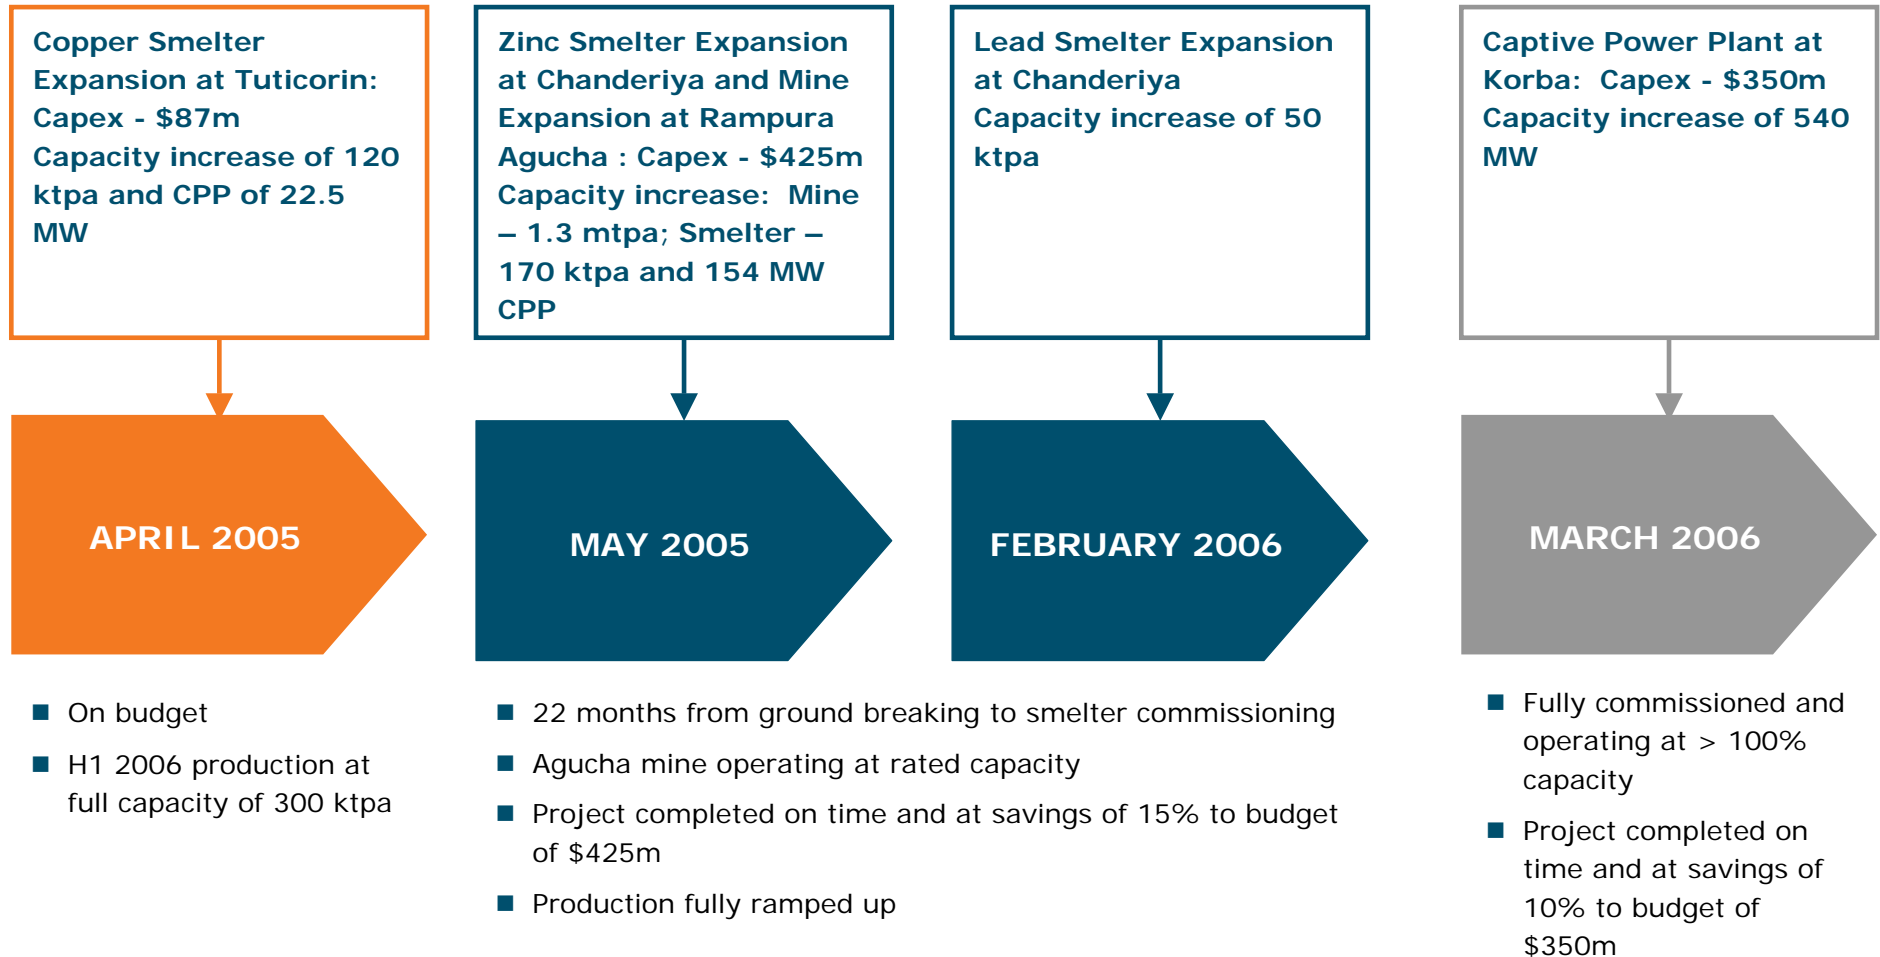 Copper Smelter
Expansion at Tuticorin:
Capex - $87m
Capacity increase of 120
ktpa and CPP of 22.5
MW
Zinc Smelter Expansion
at Chanderiya and Mine
Expansion at Rampura
Agucha : Capex - $425m
Capacity increase:  Mine
– 1.3 mtpa; Smelter –
170 ktpa and 154 MW
CPP
Lead Smelter Expansion
at Chanderiya
Capacity increase of 50
ktpa
Captive Power Plant at
Korba:  Capex - $350m
Capacity increase of 540
MW
APRIL 2005
MAY 2005
FEBRUARY 2006
MARCH 2006
■ On budget
■ H1 2006 production at
full capacity of 300 ktpa
■ 22 months from ground breaking to smelter commissioning
■ Agucha mine operating at rated capacity
■ Project completed on time and at savings of 15% to budget
of $425m
■ Production fully ramped up
■ Fully commissioned and
operating at > 100%
capacity
■ Project completed on
time and at savings of
10% to budget of
$350m